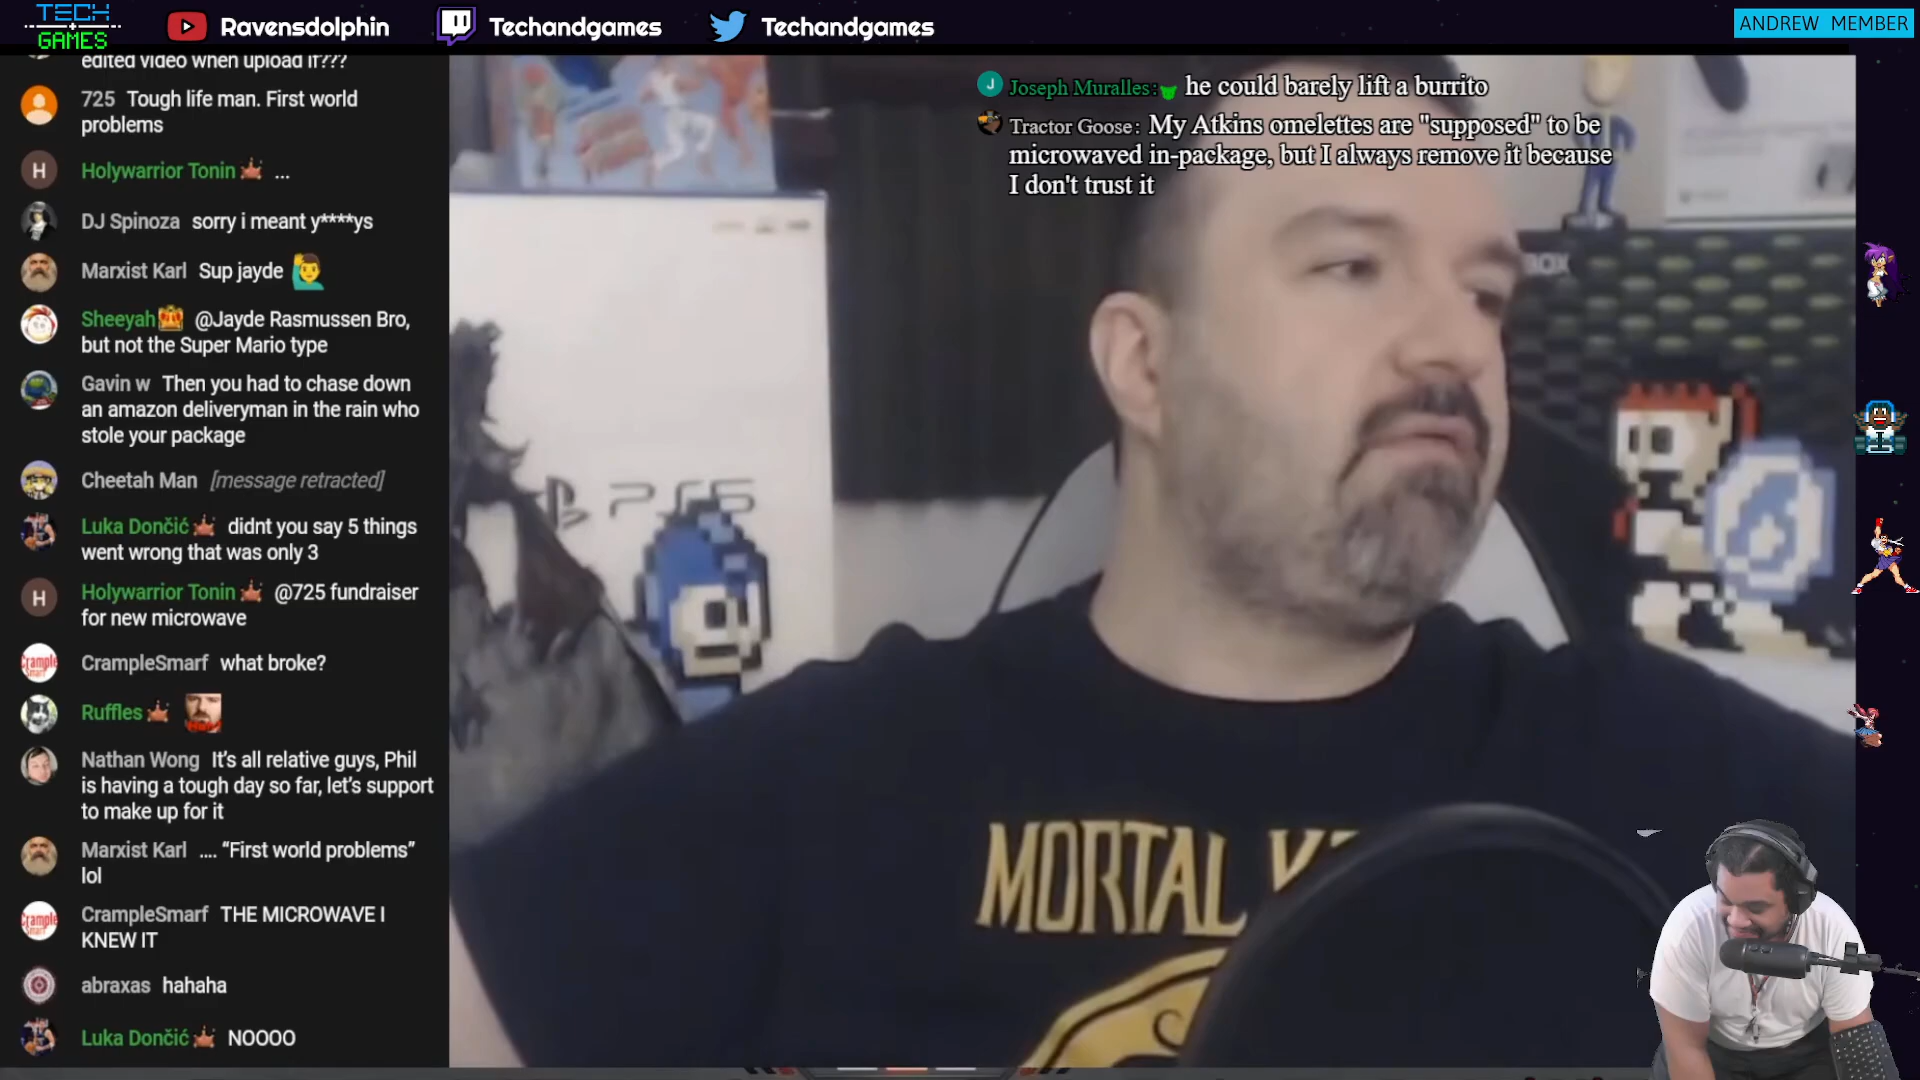 TECH
GAMES
Ravensdolphin
Techandgames
Techandgames
ANDREW MEMBER
edited video when upload it???
725 Tough life man. First world
problems
H
Holywarrior Tonin ...
DJ Spinoza sorry i meant y****ys
Marxist Karl Sup jayde
Sheeyah @Jayde Rasmussen Bro,
but not the Super Mario type
Gavin w Then you had to chase down
an amazon deliveryman in the rain who
stole your package
Cheetah Man [message retracted]
Luka Dončić didnt you say 5 things
went wrong that was only 3
H
Holywarrior Tonin @725 fundraiser
for new microwave
Crample
Smarf
CrampleSmarf what broke?
Ruffles
Nathan Wong It's all relative guys, Phil
is having a tough day so far, let's support
to make up for it
Marxist Karl .... “First world problems”
lol
Crample
Smarf
CrampleSmarf THE MICROWAVE I
KNEW IT
abraxas hahaha
Luka Dončić NOOOO
J
Joseph Muralles: he could barely lift a burrito
Tractor Goose: My Atkins omelettes are "supposed" to be
microwaved in-package, but I always remove it because
I don't trust it
PS5
MORTAL